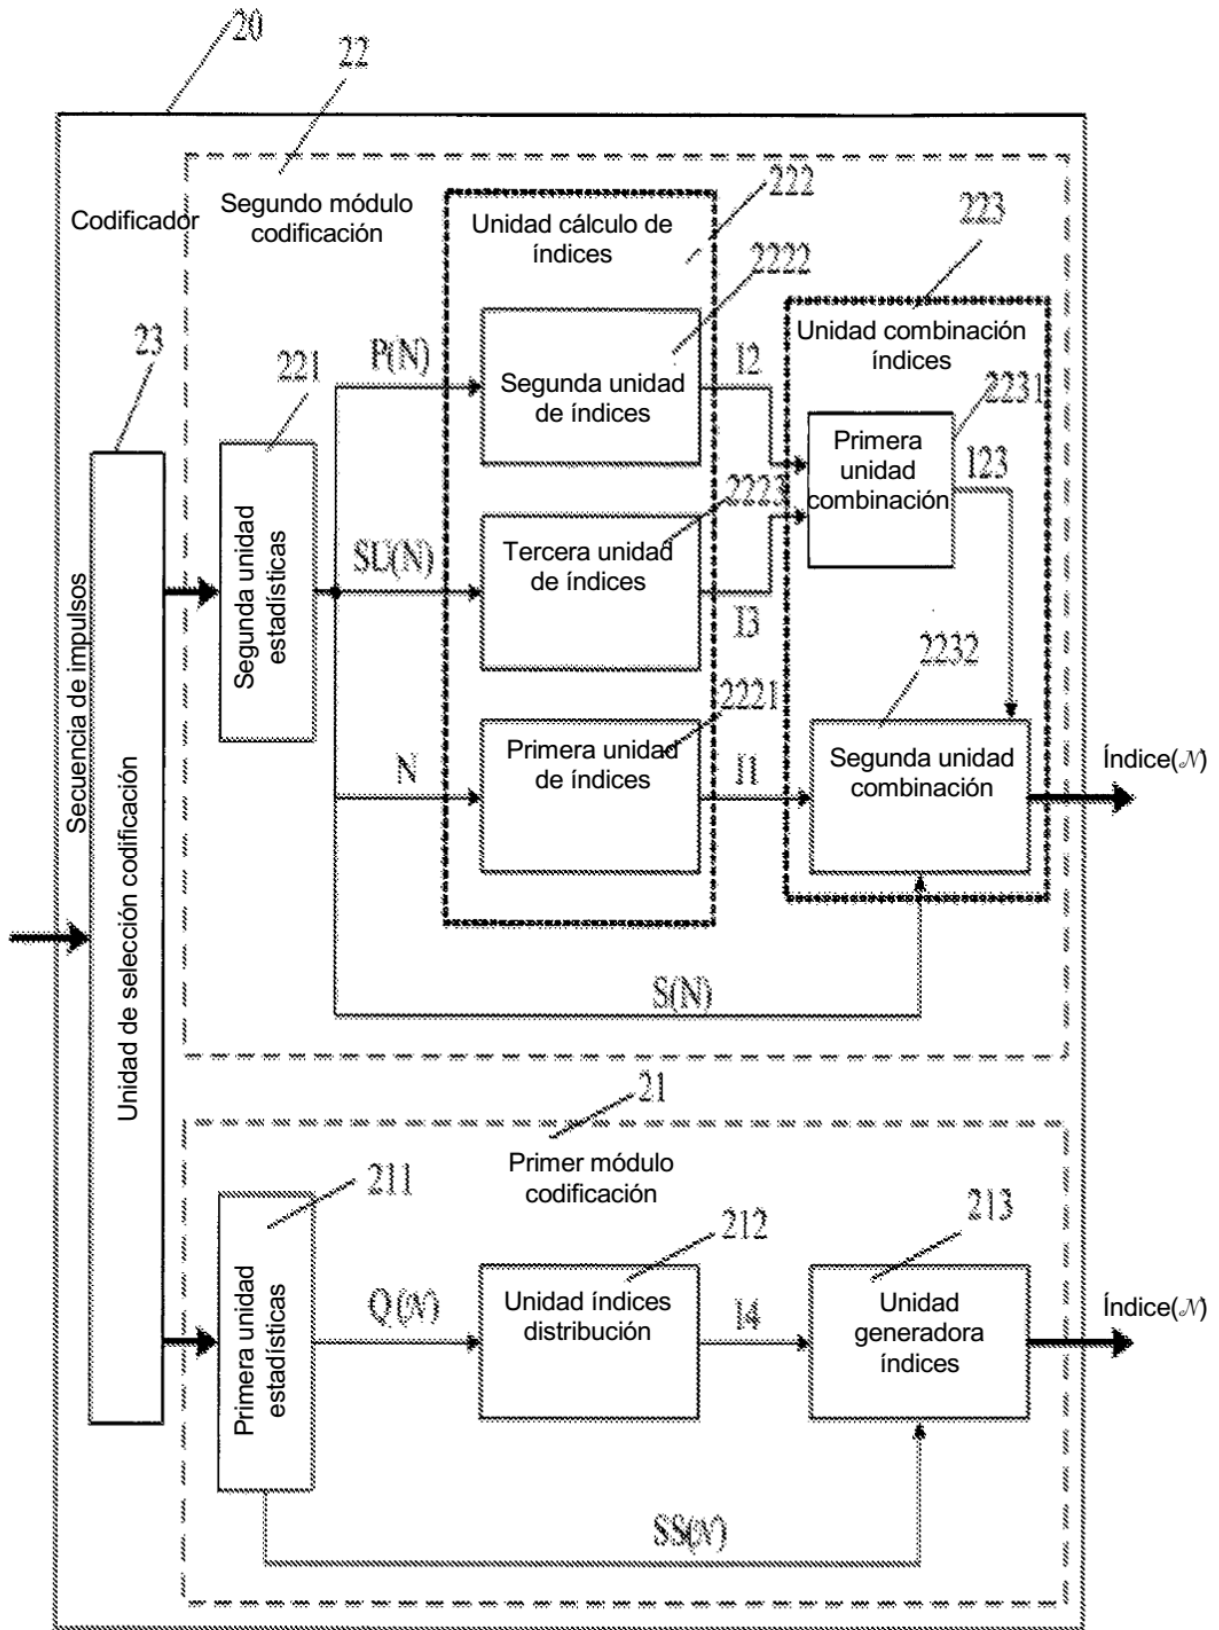 20
22
Codificador
Segundo módulo
codificación
222
Unidad cálculo de
índices
2222
223
Unidad combinación
índices
23
221
P(N)
Segunda unidad
de índices
I2
2231
Primera
unidad
combinación
I23
Secuencia de impulsos
Unidad de selección codificación
Segunda unidad
estadísticas
SU(N)
2223
Tercera unidad
de índices
I3
2232
2221
N
Primera unidad
de índices
I1
Segunda unidad
combinación
Índice(𝒩)
S(N)
21
Primer módulo
codificación
211
212
213
Primera unidad
estadísticas
Q(𝒩)
Unidad índices
distribución
I4
Unidad
generadora
índices
Índice(𝒩)
SS(𝒩)